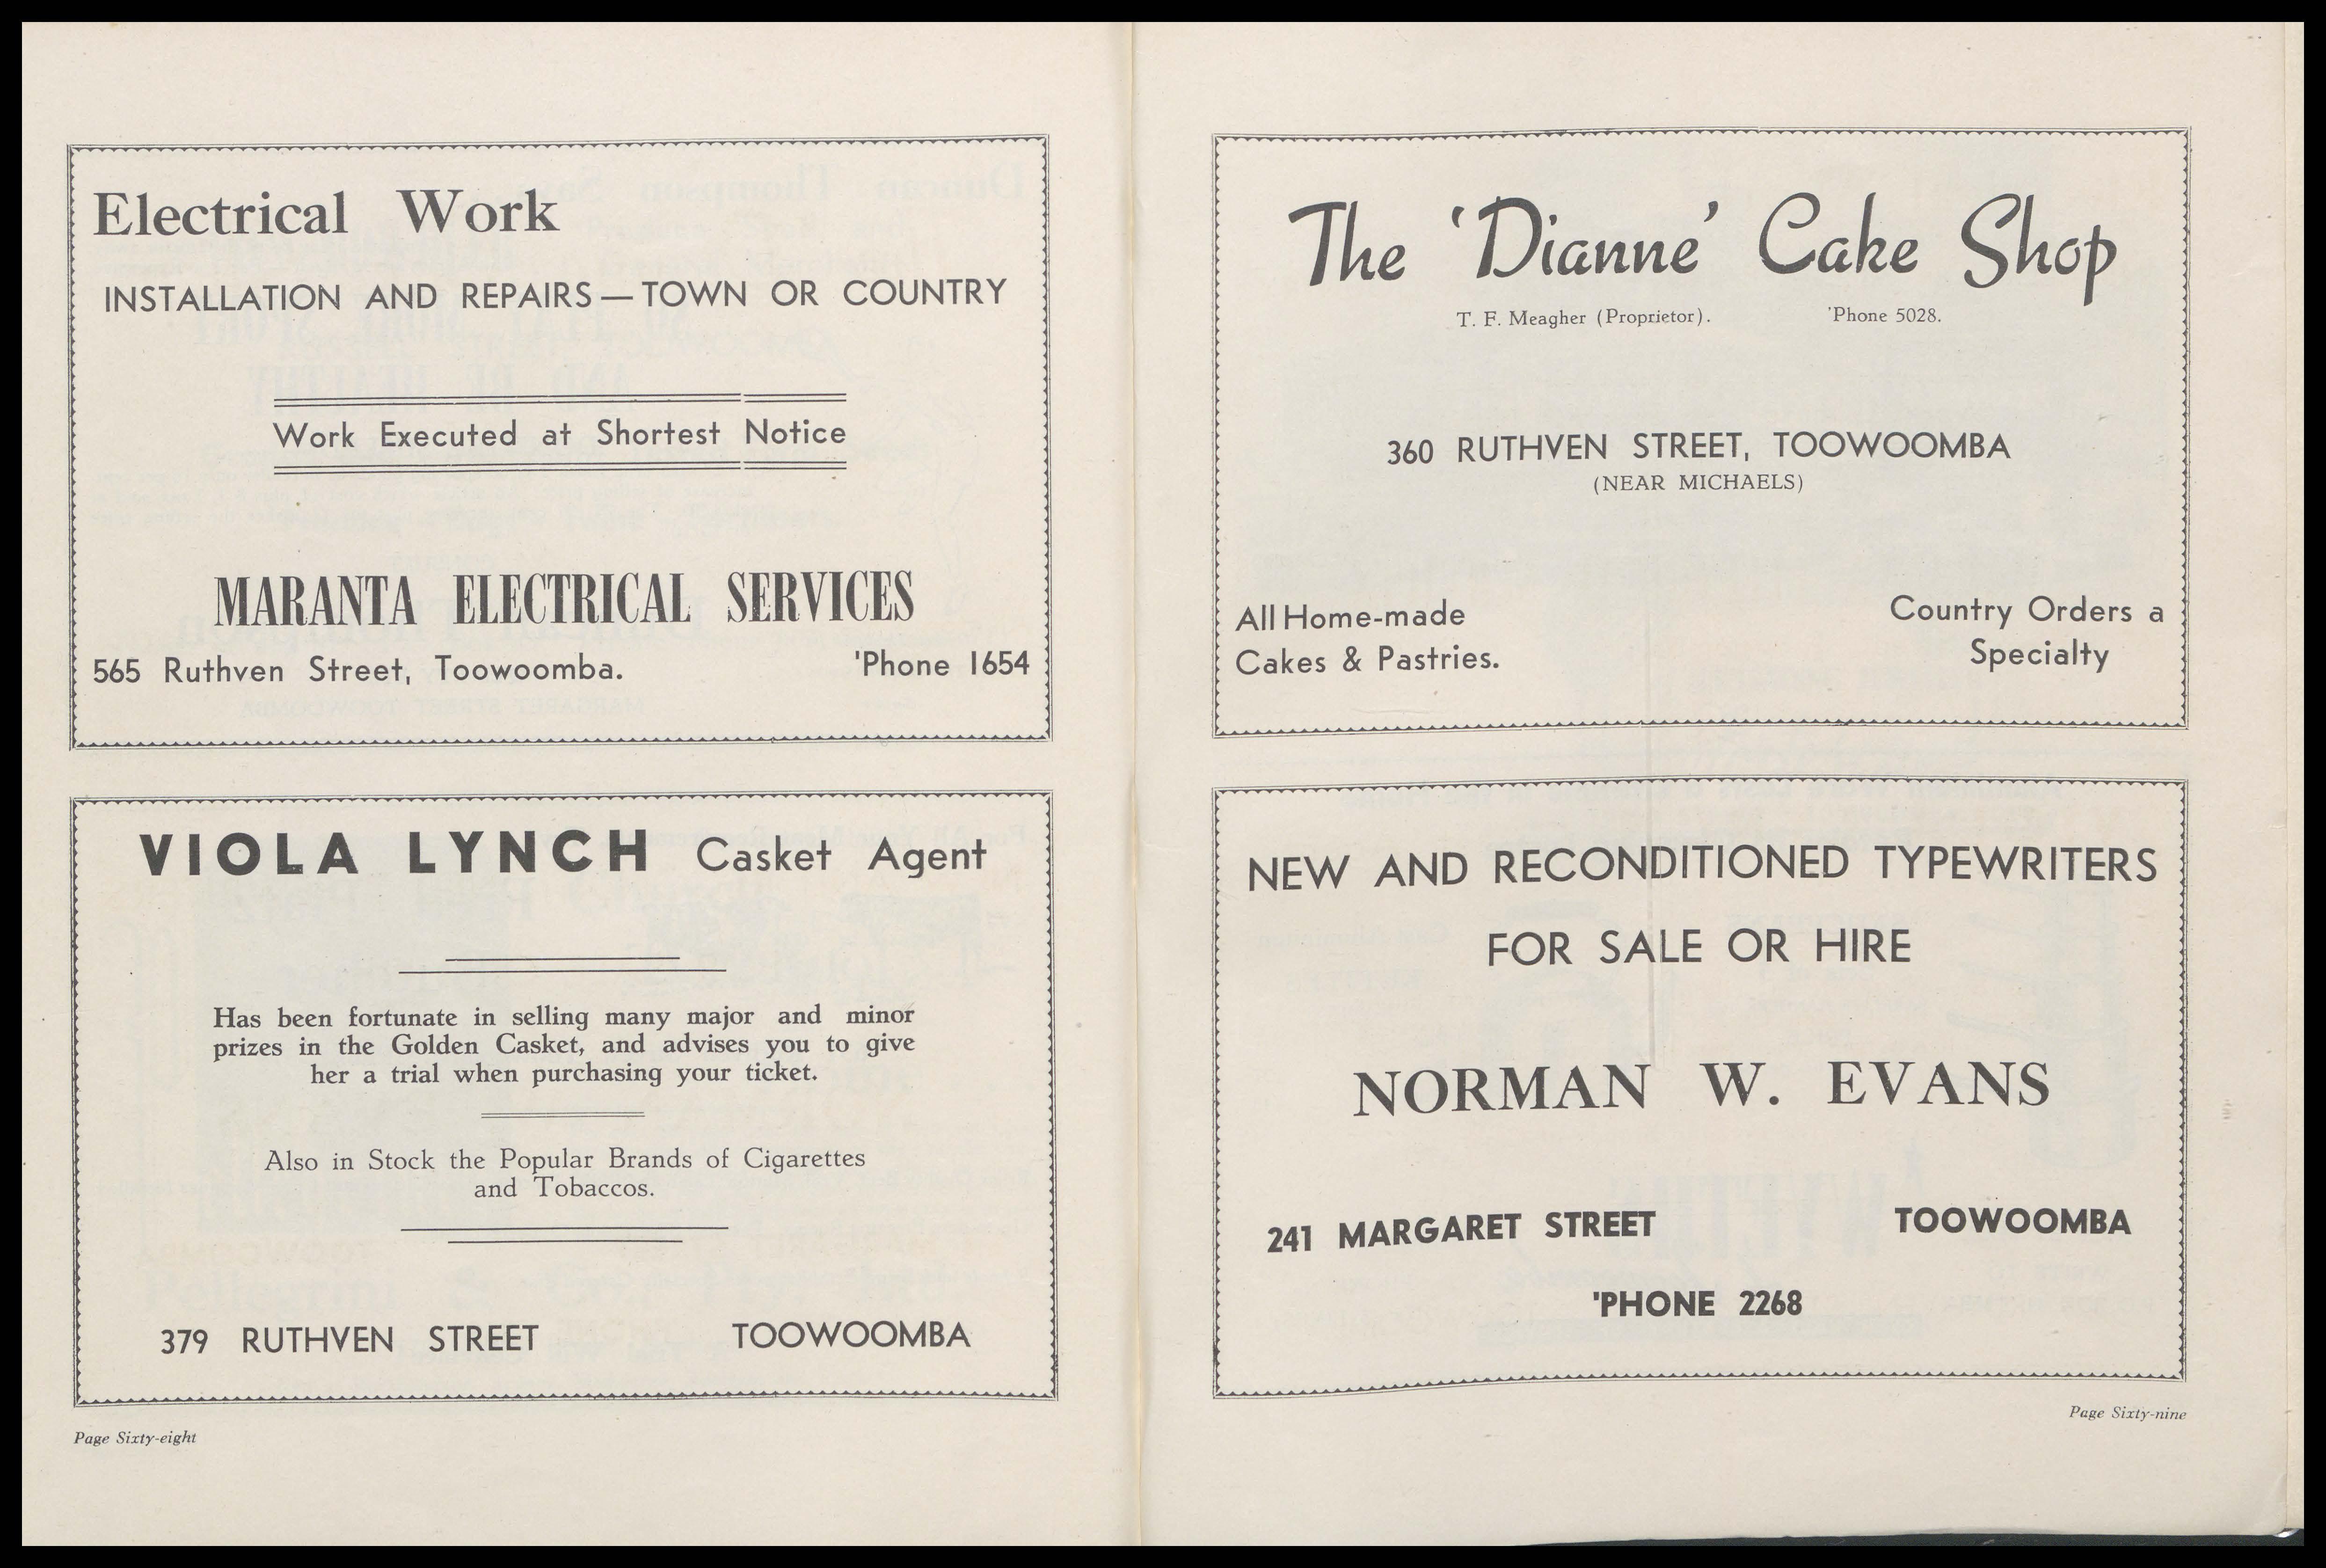 Electrical Work
INSTALLATION AND REPAIRS — TOWN OR COUNTRY
Work Executed at Shortest Notice
MARANTA ELECTRICAL SERVICES
565 Ruthven Street, Toowoomba. 'Phone 1654
VIOLA LYNCH Casket Agent
Has been fortunate in selling many major and minor
prizes in the Golden Casket, and advises you to give
her a trial when purchasing your ticket.
Also in Stock the Popular Brands of Cigarettes
and Tobaccos.
379 RUTHVEN STREET TOOWOOMBA
Page Sixty-eight
The 'Dianne' Cake Shop
T. F. Meagher (Proprietor). 'Phone 5028.
360 RUTHVEN STREET, TOOWOOMBA
(NEAR MICHAELS)
All Home-made
Cakes & Pastries.
Country Orders a
Specialty
NEW AND RECONDITIONED TYPEWRITERS
FOR SALE OR HIRE
NORMAN W. EVANS
241 MARGARET STREET TOOWOOMBA
'PHONE 2268
Page Sixty-nine